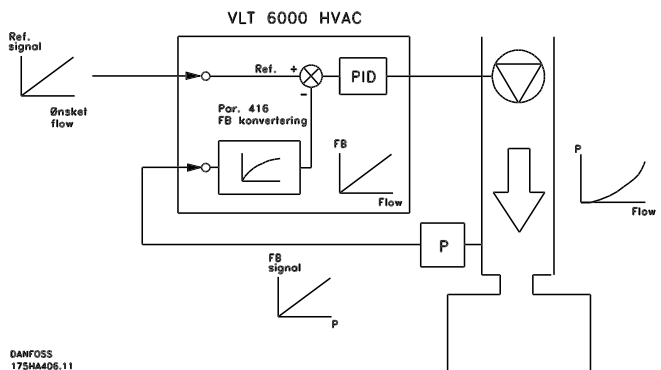 VLT 6000 HVAC
Ref.
signal
Ønsket
flow
Ref.
+
-
PID
Par. 416
FB konvertering
FB
Flow
P
Flow
P
FB
signal
P
DANFOSS
175HA406.11